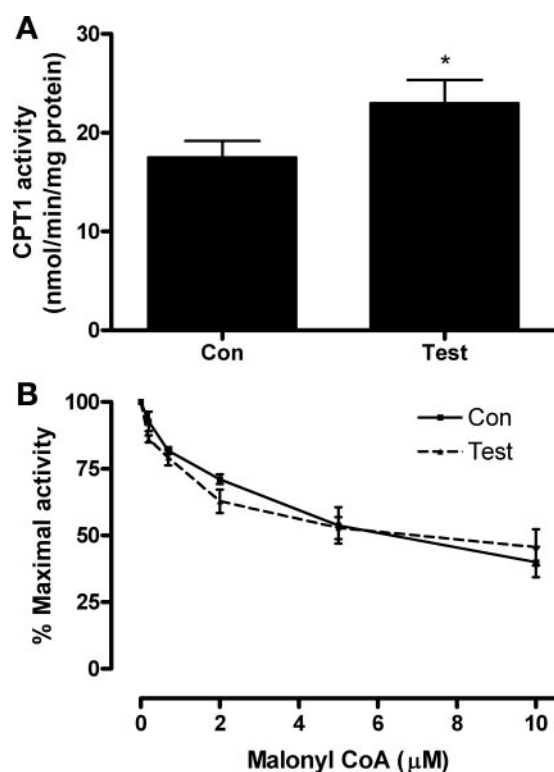 A
CPT1 activity
(nmol/min/mg protein)
30
20
10
0
*
Con
Test
B
% Maximal activity
100
75
50
25
0
Con
Test
0
2
4
6
8
10
Malonyl CoA (μM)